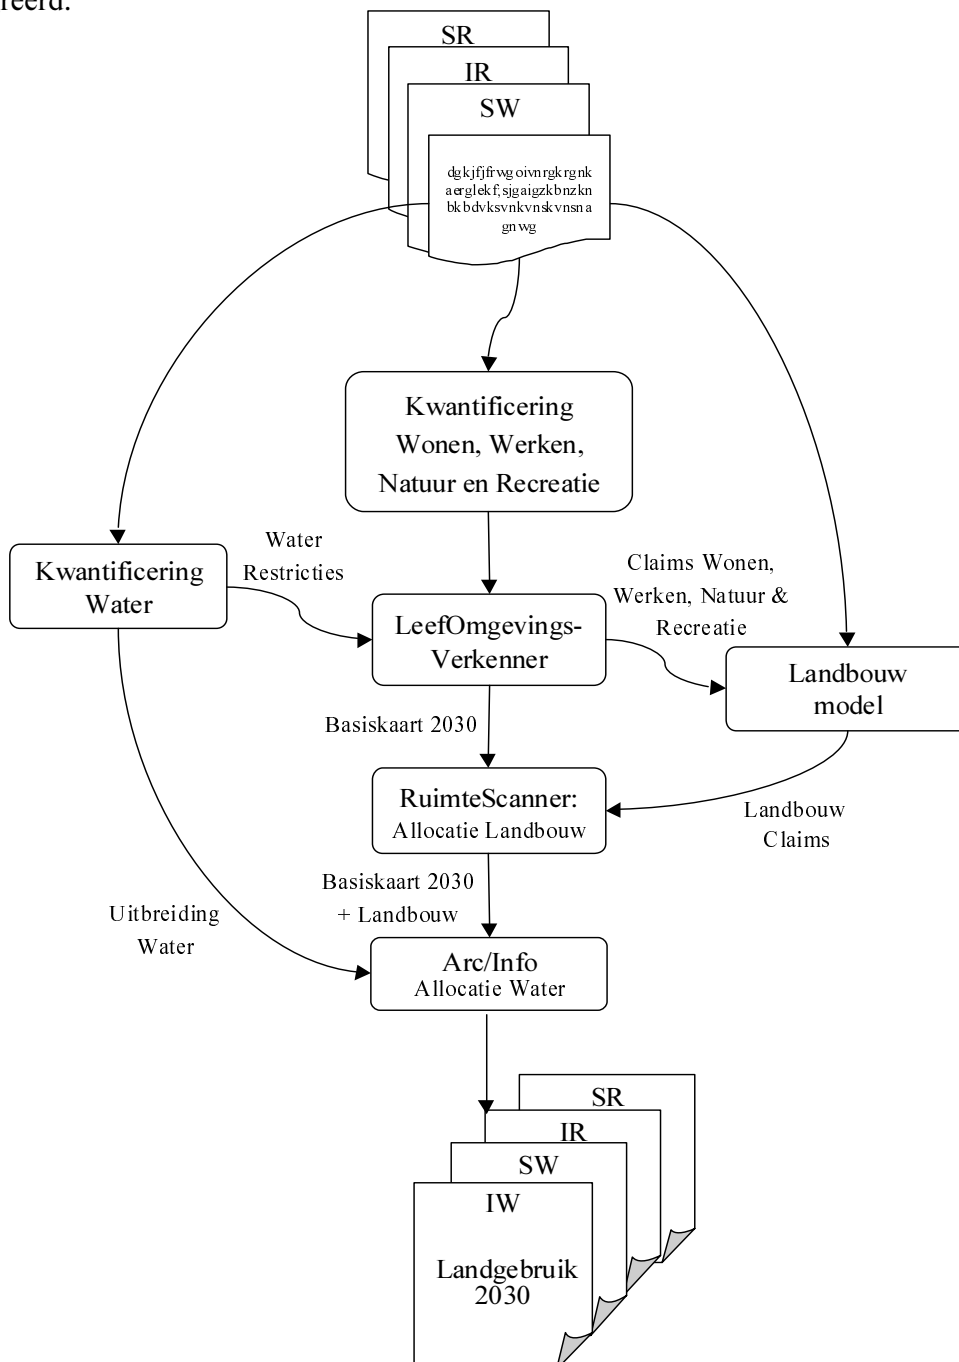 reerd.
SR
IR
SW
dgkjfjfrwgoivnrgkrgnk
aerglekf;sjgaigzkbnzkn
bkbdvksvnkvnskvnsna
gnvvg
Kwantificering
Wonen, Werken,
Natuur en Recreatie
Water
Restricties
Kwantificering
Water
Claims Wonen,
Werken, Natuur &
Recreatie
LeefOmgevings-
Verkenner
Landbouw
model
Basiskaart 2030
RuimteScanner:
Allocatie Landbouw
Landbouw
Claims
Basiskaart 2030
+ Landbouw
Uitbreiding
Water
Arc/Info
Allocatie Water
SR
IR
SW
IW
Landgebruik
2030